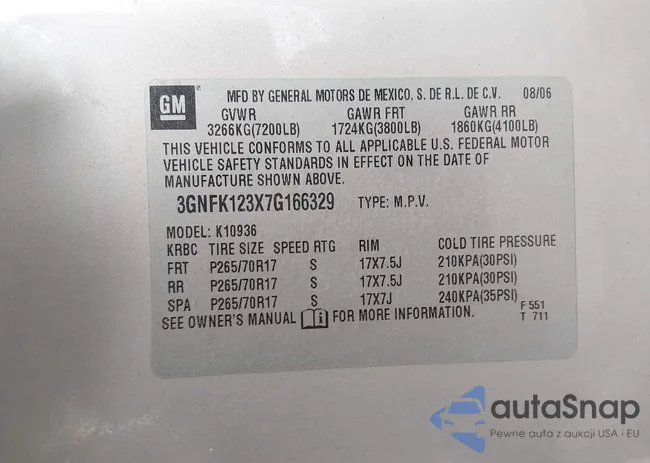 GM
MFD BY GENERAL MOTORS DE MEXICO. S. DE R.L. DE C.V. 08/06
GVWR GAWR FRT GAWR RR
3266KG(7200LB) 1724KG(3800LB) 1860KG(4100LB)
THIS VEHICLE CONFORMS TO ALL APPLICABLE U.S. FEDERAL MOTOR
VEHICLE SAFETY STANDARDS IN EFFECT ON THE DATE OF
MANUFACTURE SHOWN ABOVE.
3GNFK123X7G166329 TYPE: M.P.V.
MODEL: K10936
KRBC TIRE SIZE SPEED RTG RIM COLD TIRE PRESSURE
FRT P265/70R17 S 17X7.5J 210KPA(30PSI)
RR P265/70R17 S 17X7.5J 210KPA(30PSI)
SPA P265/70R17 S 17X7J 240KPA(35PSI)
F 551
SEE OWNER'S MANUAL i FOR MORE INFORMATION. T 711
autaSnap
Pewne auta z aukcji USA i EU